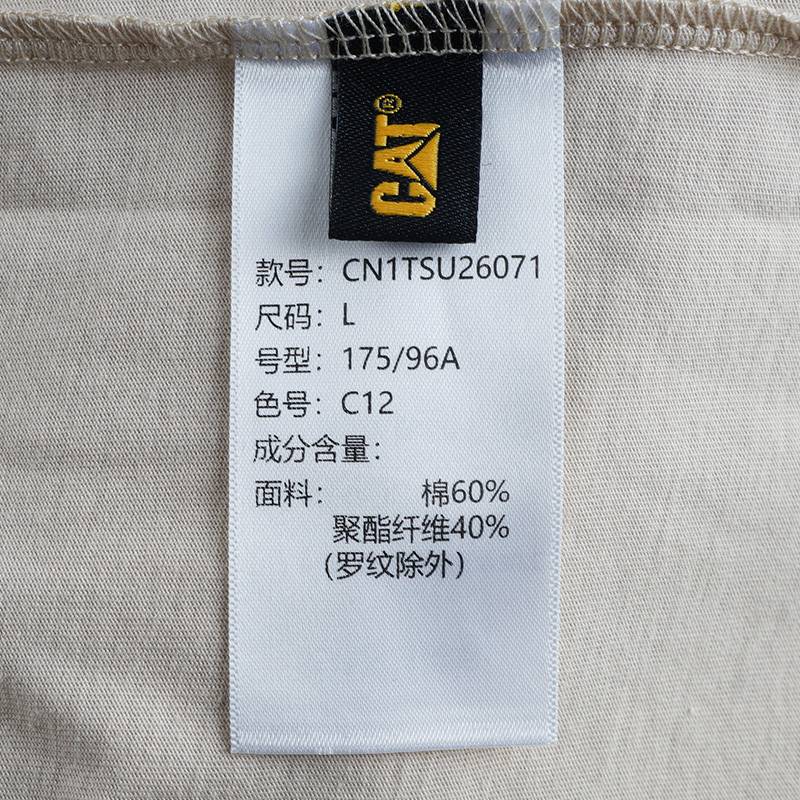 CAT®
款号：CN1TSU26071
尺码：L
号型：175/96A
色号：C12
成分含量：
面料： 棉60%
聚酯纤维40%
（罗纹除外）